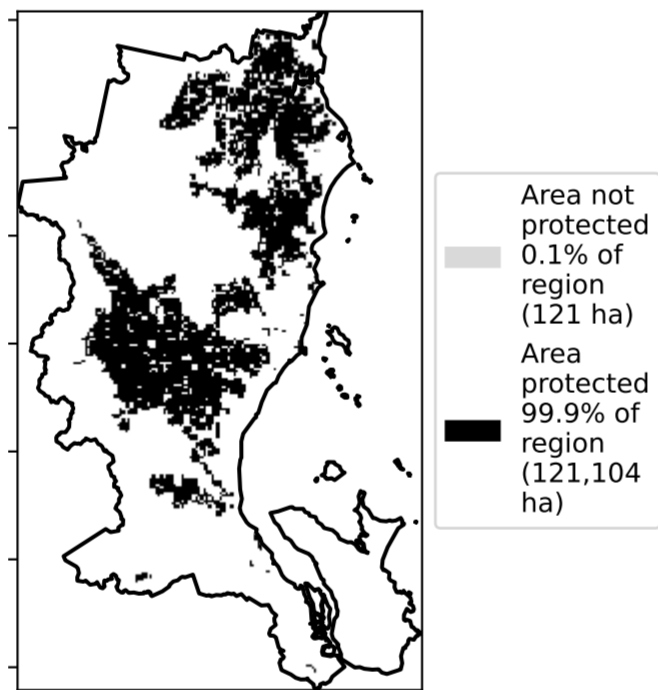 Area not
protected
0.1% of
region
(121 ha)
Area
protected
99.9% of
region
(121,104
ha)